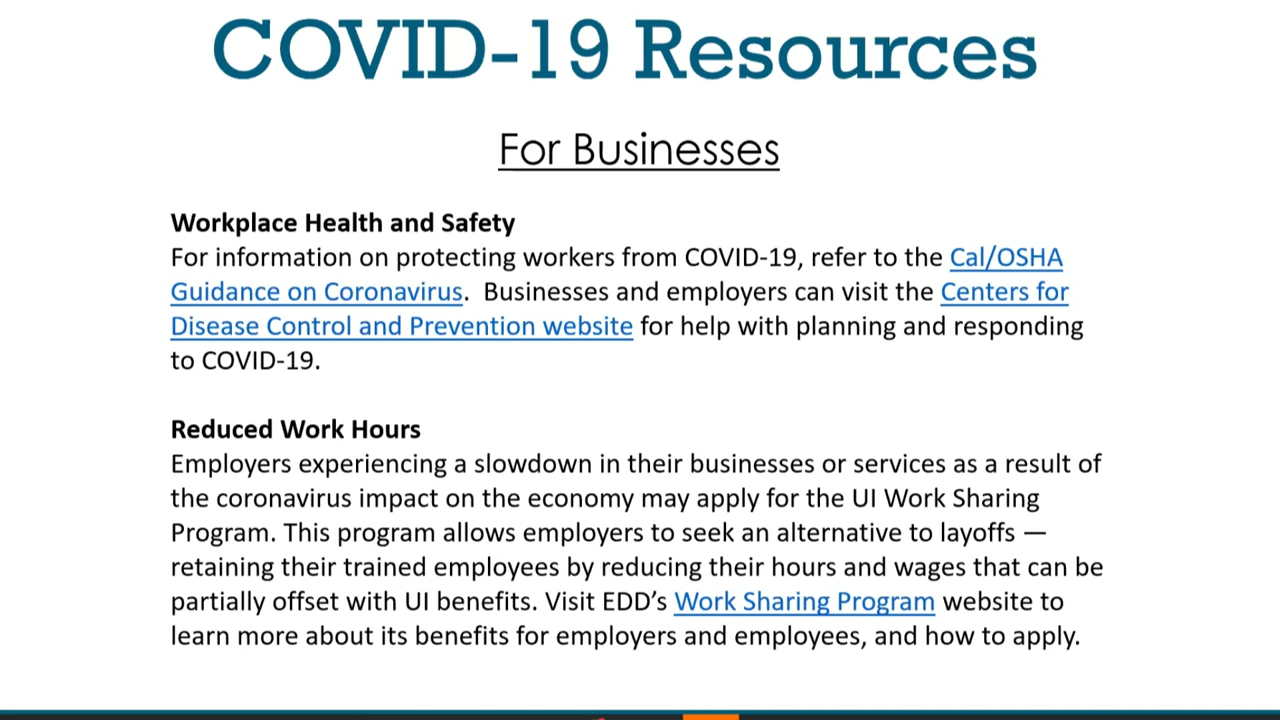 COVID-19 Resources
For Businesses
Workplace Health and Safety
For information on protecting workers from COVID-19, refer to the Cal/OSHA
Guidance on Coronavirus.  Businesses and employers can visit the Centers for
Disease Control and Prevention website for help with planning and responding
to COVID-19.
Reduced Work Hours
Employers experiencing a slowdown in their businesses or services as a result of
the coronavirus impact on the economy may apply for the UI Work Sharing
Program. This program allows employers to seek an alternative to layoffs —
retaining their trained employees by reducing their hours and wages that can be
partially offset with UI benefits. Visit EDD’s Work Sharing Program website to
learn more about its benefits for employers and employees, and how to apply.